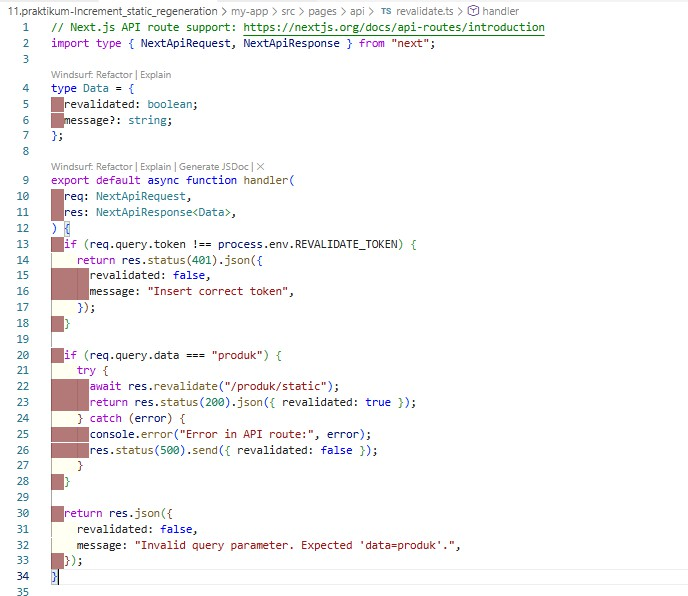 11.praktikum-Increment_static_regeneration > my-app > src > pages > api > TS revalidate.ts > handler
1 // Next.js API route support: https://nextjs.org/docs/api-routes/introduction
2 import type { NextApiRequest, NextApiResponse } from "next";
3
Windsurf: Refactor | Explain
4 type Data = {
5 revalidated: boolean;
6 message?: string;
7 };
8
Windsurf: Refactor | Explain | Generate JSDoc | X
9 export default async function handler(
10 req: NextApiRequest,
11 res: NextApiResponse<Data>,
12 ) {
13 if (req.query.token !== process.env.REVALIDATE_TOKEN) {
14 return res.status(401).json({
15 revalidated: false,
16 message: "Insert correct token",
17 });
18 }
19
20 if (req.query.data === "produk") {
21 try {
22 await res.revalidate("/produk/static");
23 return res.status(200).json({ revalidated: true });
24 } catch (error) {
25 console.error("Error in API route:", error);
26 res.status(500).send({ revalidated: false });
27 }
28 }
29
30 return res.json({
31 revalidated: false,
32 message: "Invalid query parameter. Expected 'data=produk'.",
33 });
34 }
35